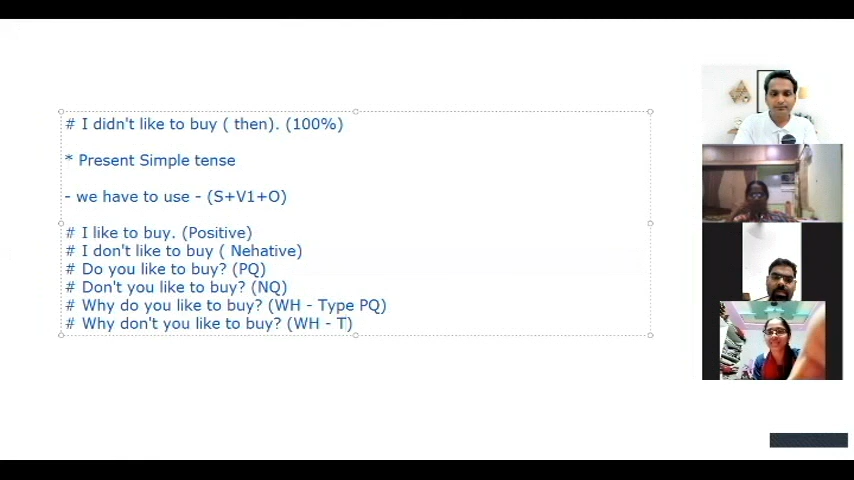 # I didn't like to buy ( then). (100%)
* Present Simple tense
- we have to use - (S+V1+O)
# I like to buy. (Positive)
# I don't like to buy ( Nehative)
# Do you like to buy? (PQ)
# Don't you like to buy? (NQ)
# Why do you like to buy? (WH - Type PQ)
# Why don't you like to buy? (WH - T)